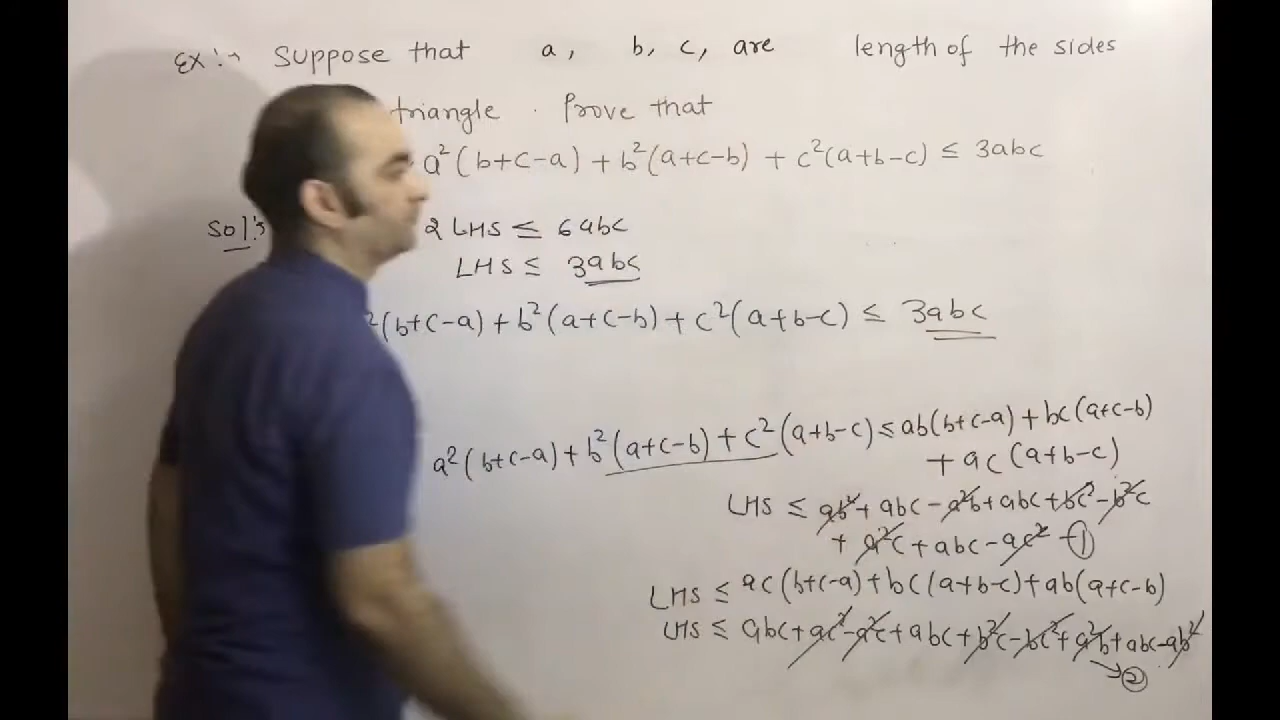 Ex:- Suppose that a, b, c, are length of the sides
triangle. Prove that
a²(b+c-a) + b²(a+c-b) + c²(a+b-c) ≤ 3abc
Sol:
2 LHS ≤ 6abc
LHS ≤ 3abc
²(b+c-a) + b²(a+c-b) + c²(a+b-c) ≤ 3abc
a²(b+c-a) + b²(a+c-b) + c²(a+b-c) ≤ ab(b+c-a) + bc(a+c-b)
+ ac(a+b-c)
LHS ≤ ab² + abc - a²b + abc + bc² - b²c
+ a²c + abc - ac² -①
LHS ≤ ac(b+c-a) + bc(a+b-c) + ab(a+c-b)
LHS ≤ abc + ac² - a²c + abc + b²c - bc² + a²b + abc - ab²
→②